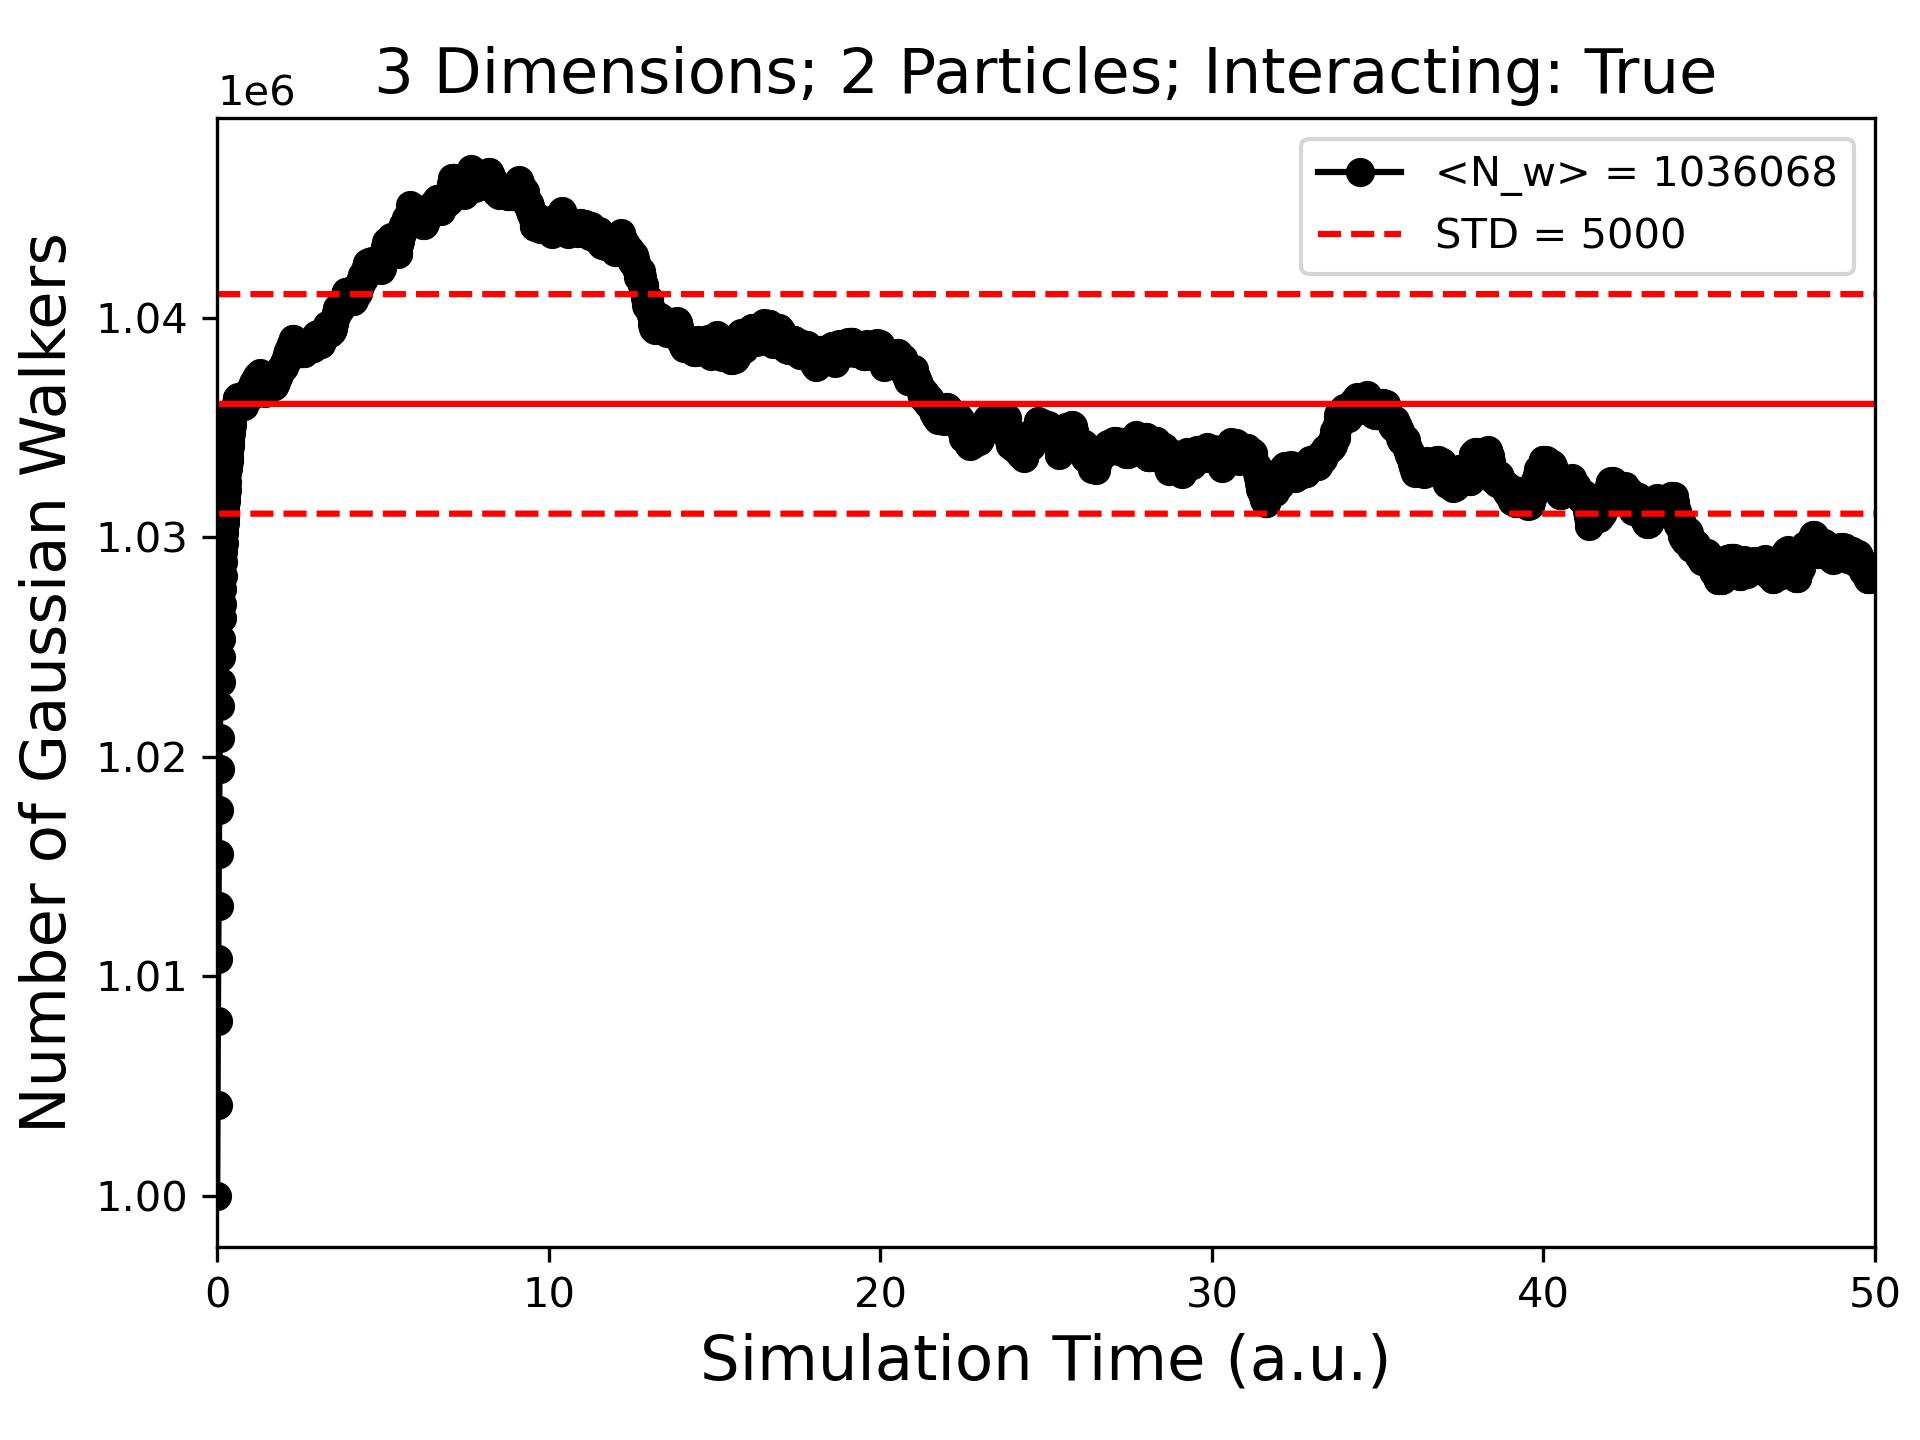 3 Dimensions; 2 Particles; Interacting: True
1e6
<N_w> = 1036068
STD = 5000
Number of Gaussian Walkers
1.04
1.03
1.02
1.01
1.00
0 10 20 30 40 50
Simulation Time (a.u.)